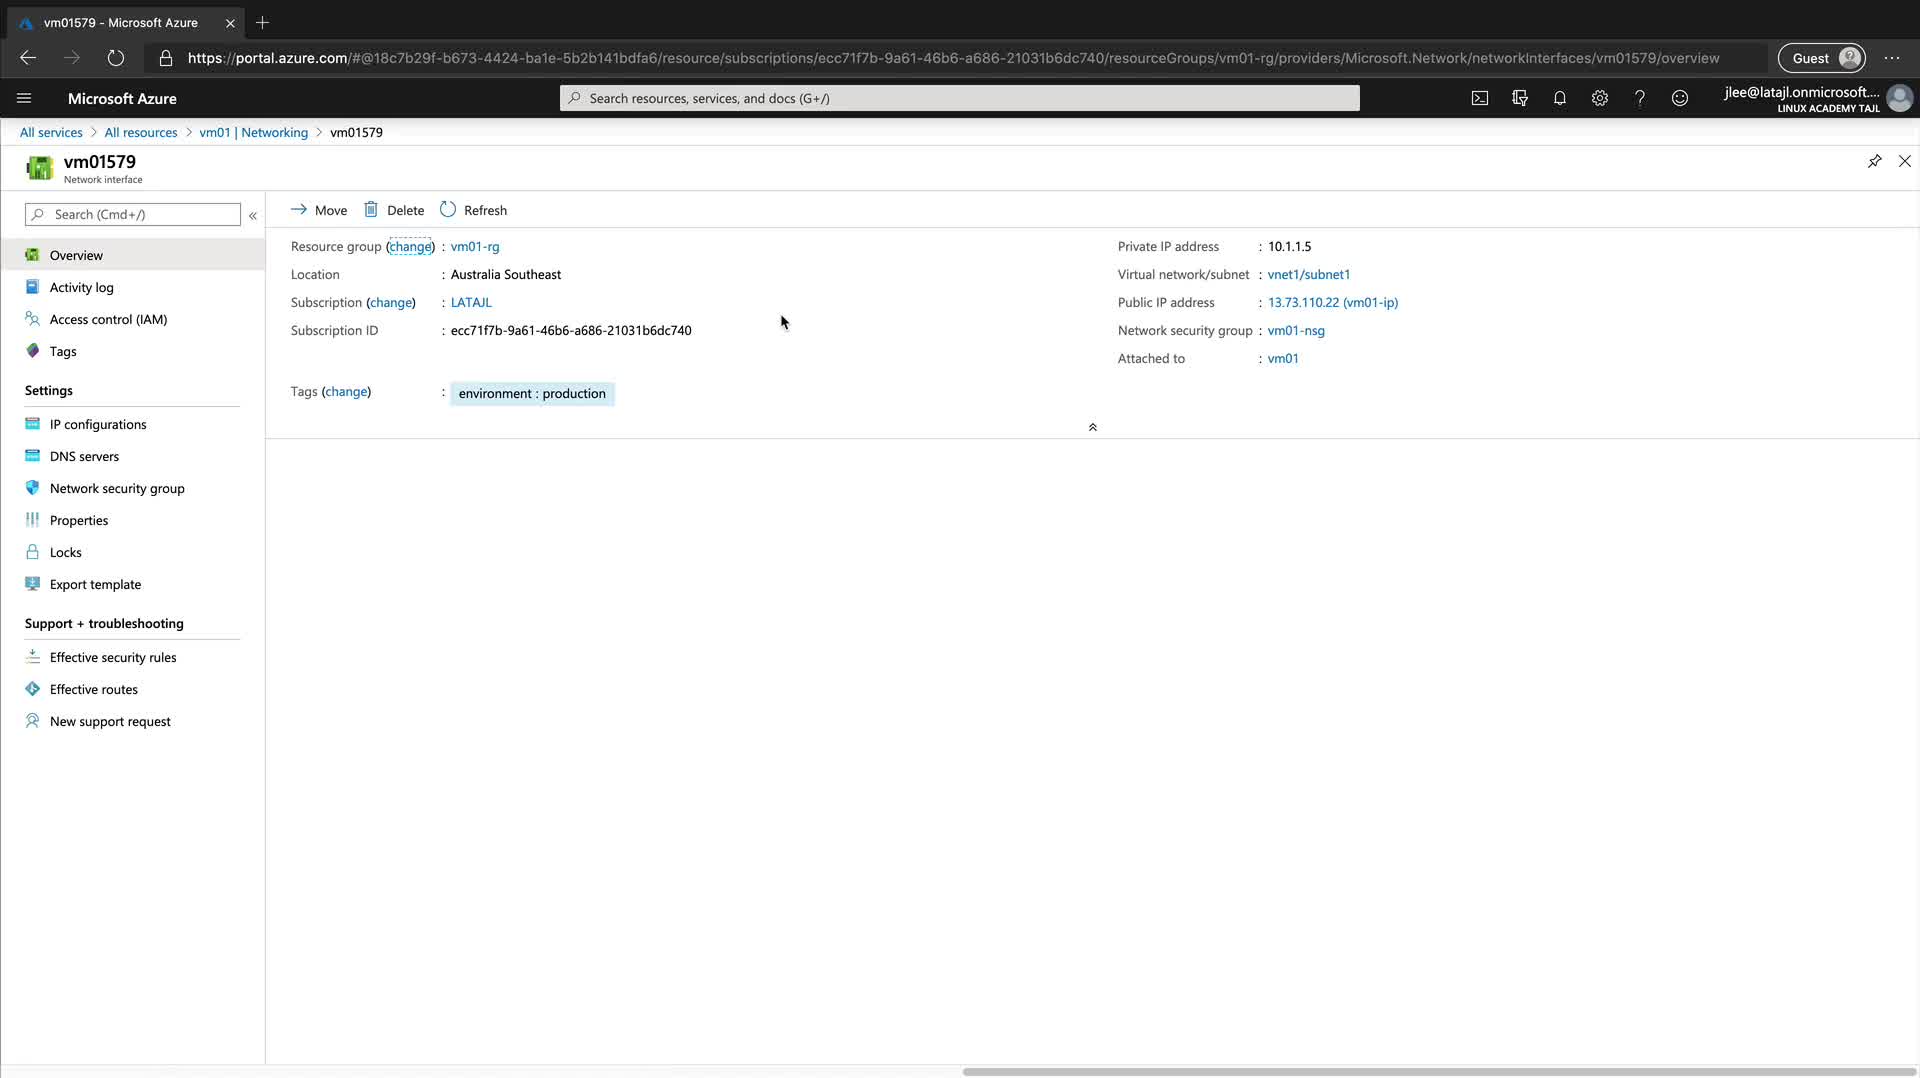 vm01579 - Microsoft Azure
https://portal.azure.com/#@18c7b29f-b673-4424-ba1e-5b2b141bdfa6/resource/subscriptions/ecc71f7b-9a61-46b6-a686-21031b6dc740/resourceGroups/vm01-rg/providers/Microsoft.Network/networkInterfaces/vm01579/overview
Guest
Microsoft Azure
Search resources, services, and docs (G+/)
jlee@latajl.onmicrosoft....
LINUX ACADEMY TAJL
All services > All resources > vm01 | Networking > vm01579
vm01579
Network interface
Search (Cmd+/)
«
Overview
Activity log
Access control (IAM)
Tags
Settings
IP configurations
DNS servers
Network security group
Properties
Locks
Export template
Support + troubleshooting
Effective security rules
Effective routes
New support request
Move Delete Refresh
Resource group (change) : vm01-rg
Location : Australia Southeast
Subscription (change) : LATAJL
Subscription ID : ecc71f7b-9a61-46b6-a686-21031b6dc740
Tags (change) : environment : production
Private IP address : 10.1.1.5
Virtual network/subnet : vnet1/subnet1
Public IP address : 13.73.110.22 (vm01-ip)
Network security group : vm01-nsg
Attached to : vm01